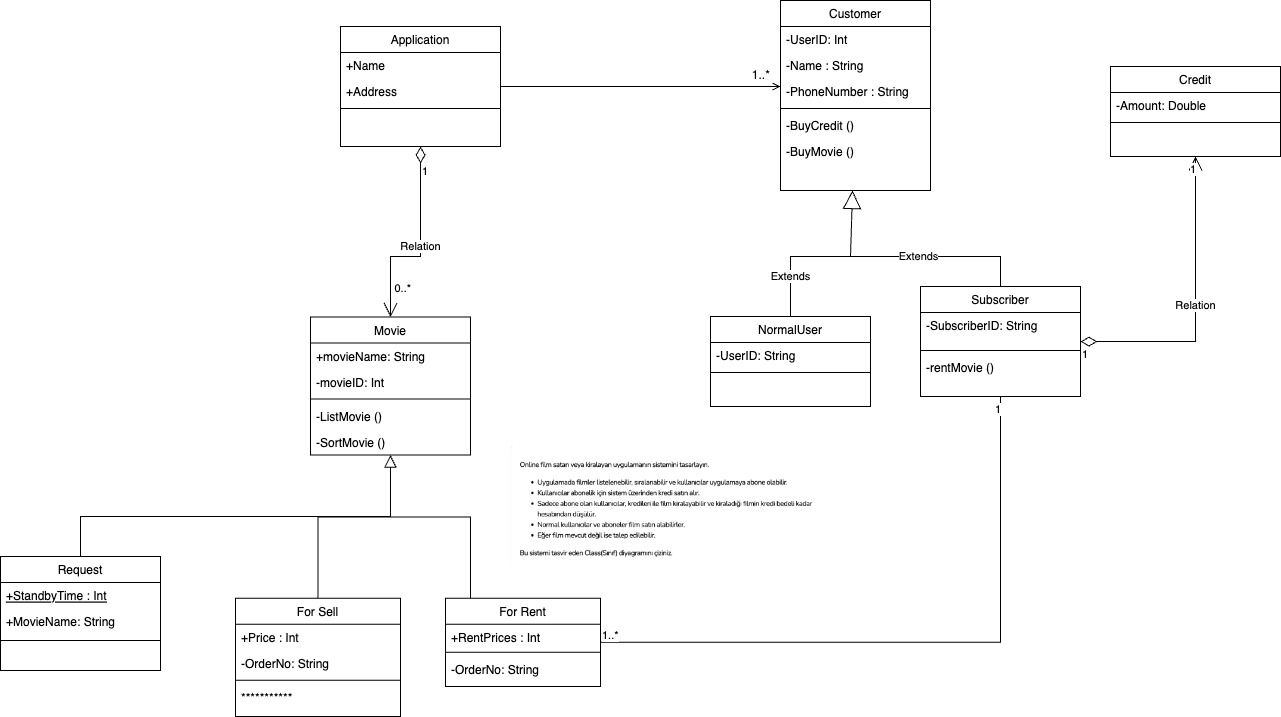 Customer
-UserID: Int
-Name : String
-PhoneNumber : String
-BuyCredit ()
-BuyMovie ()
Application
+Name
+Address
1..*
Credit
-Amount: Double
1
1
Relation
0..*
Extends
Extends
Relation
Movie
+movieName: String
-movieID: Int
-ListMovie ()
-SortMovie ()
NormalUser
-UserID: String
Subscriber
-SubscriberID: String
-rentMovie ()
1
1
Online film satan veya kiralayan uygulamanın sistemini tasarlayın.
• Uygulamada filmler listelenebilir, sıralanabilir ve kullanıcılar uygulamaya abone olabilir.
• Kullanıcılar abonelik için sistem üzerinden kredi satın alır.
• Sadece abone olan kullanıcılar, kredileri ile film kiralayabilir ve kiraladığı filmin kredi bedeli kadar
hesabından düşülür.
• Normal kullanıcılar ve aboneler film satın alabilirler.
• Eğer film mevcut değil ise talep edilebilir.
Bu sistemi tasvir eden Class(Sınıf) diyagramını çiziniz.
Request
+StandbyTime : Int
+MovieName: String
For Sell
+Price : Int
-OrderNo: String
***********
For Rent
+RentPrices : Int
-OrderNo: String
1..*